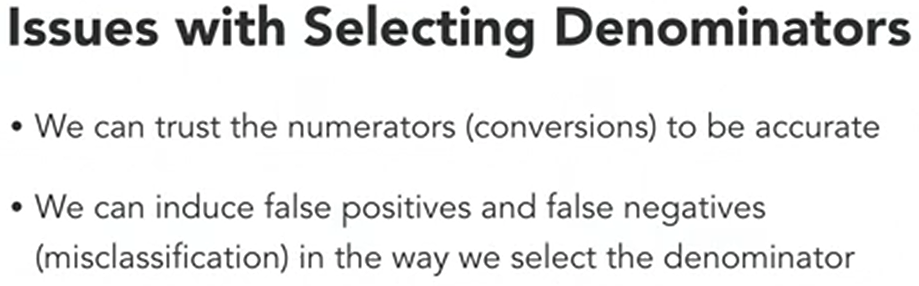 Issues with Selecting Denominators
• We can trust the numerators (conversions) to be accurate
• We can induce false positives and false negatives
(misclassification) in the way we select the denominator